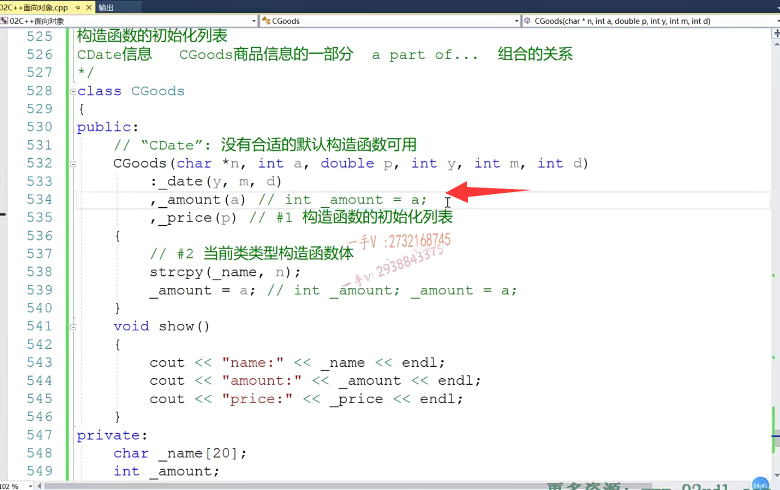 02C++面向对象.cpp 输出
02C++面向对象 CGoods CGoods(char * n, int a, double p, int y, int m, int d)
525 构造函数的初始化列表
526 CDate信息 CGoods商品信息的一部分 a part of... 组合的关系
527 */
528 class CGoods
529 {
530 public:
531 // “CDate”: 没有合适的默认构造函数可用
532 CGoods(char *n, int a, double p, int y, int m, int d)
533 :_date(y, m, d)
534 ,_amount(a) // int _amount = a;
535 ,_price(p) // #1 构造函数的初始化列表
536 {
一手V :2732168745
537 // #2 当前类类型构造函数体
一手v: 2938843375
538 strcpy(_name, n);
539 _amount = a; // int _amount; _amount = a;
540 }
541 void show()
542 {
543 cout << "name:" << _name << endl;
544 cout << "amount:" << _amount << endl;
545 cout << "price:" << _price << endl;
546 }
547 private:
548 char _name[20];
549 int _amount;
102 %
14:45